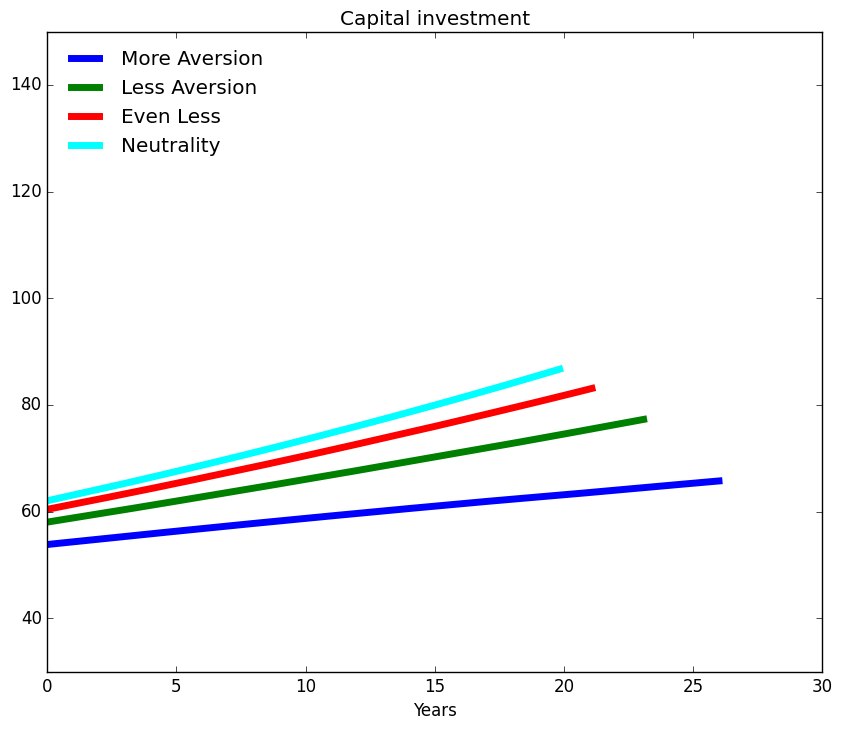 Capital investment
More Aversion
Less Aversion
Even Less
Neutrality
140
120
100
80
60
40
0 5 10 15 20 25 30
Years